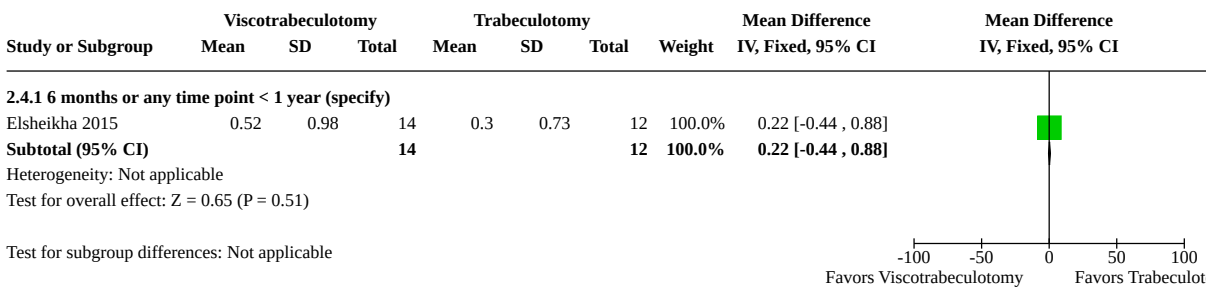 Viscotrabeculotomy Trabeculotomy Mean Difference Mean Difference
Study or Subgroup Mean SD Total Mean SD Total Weight IV, Fixed, 95% CI IV, Fixed, 95% CI
2.4.1 6 months or any time point < 1 year (specify)
Elsheikha 2015 0.52 0.98 14 0.3 0.73 12 100.0% 0.22 [-0.44 , 0.88]
Subtotal (95% CI) 14 12 100.0% 0.22 [-0.44 , 0.88]
Heterogeneity: Not applicable
Test for overall effect: Z = 0.65 (P = 0.51)
Test for subgroup differences: Not applicable
-100 -50 0 50 100
Favors Viscotrabeculotomy Favors Trabeculot